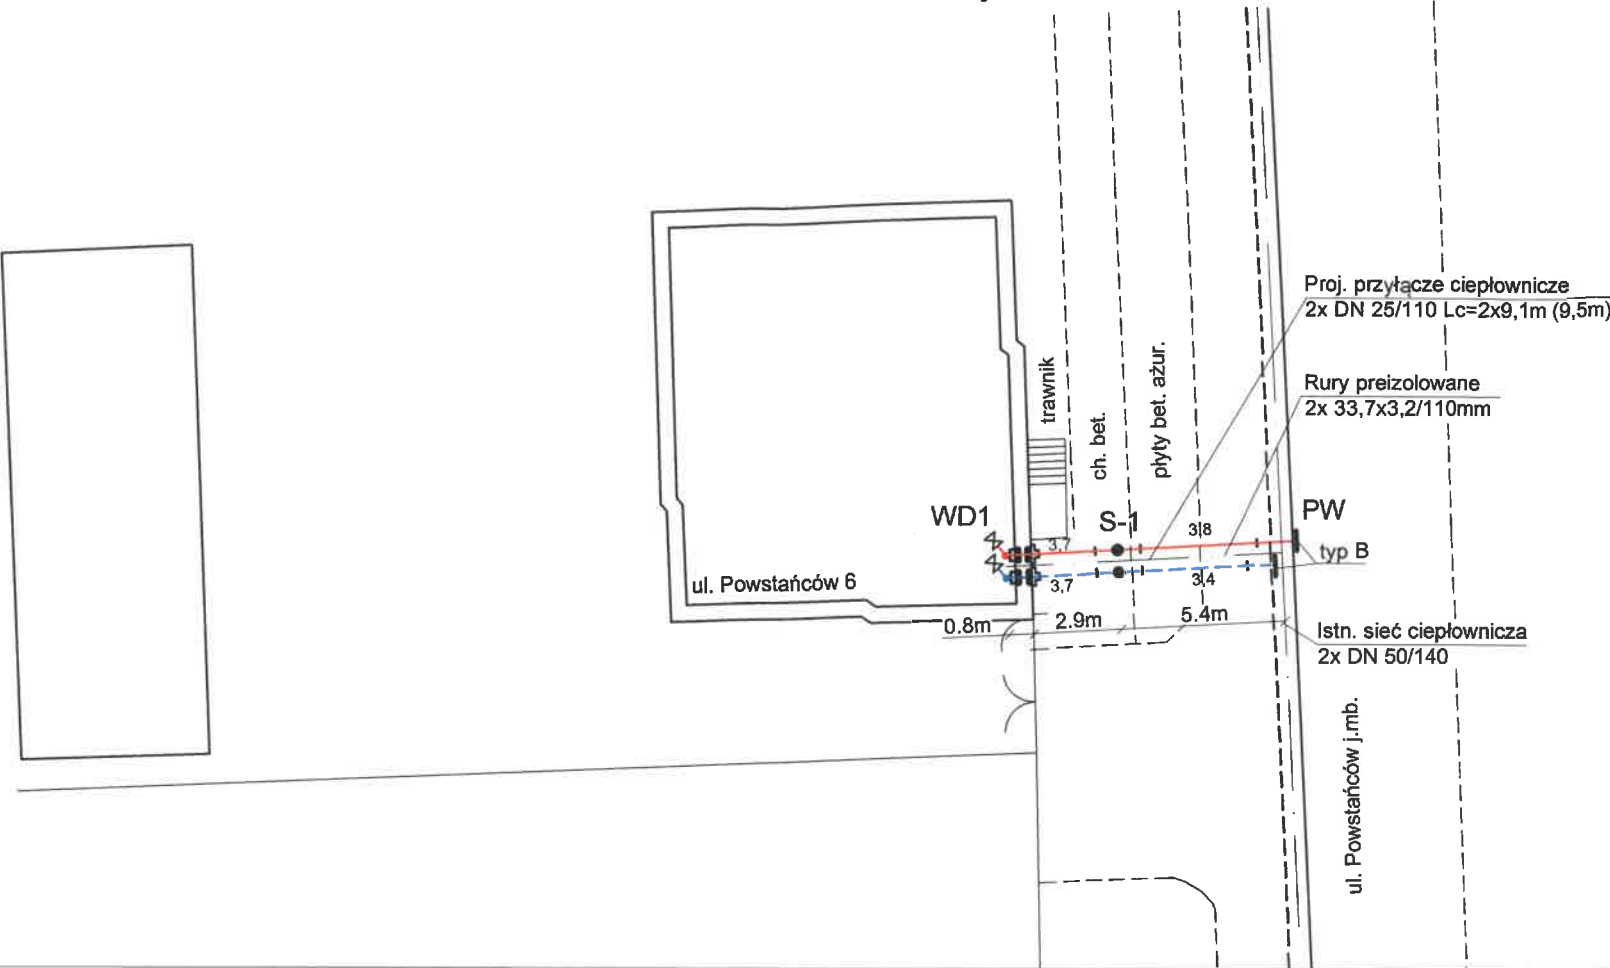 Proj. przyłącze ciepłownicze
2x DN 25/110 Lc=2x9,1m (9,5m)
Rury preizolowane
2x 33,7x3,2/110mm
trawnik
ch. bet.
płyty bet. ażur.
WD1
S-1
PW
3,7
3,8
typ B
3,7
3,4
ul. Powstańców 6
0.8m
2.9m
5.4m
Istn. sieć ciepłownicza
2x DN 50/140
ul. Powstańców j.mb.